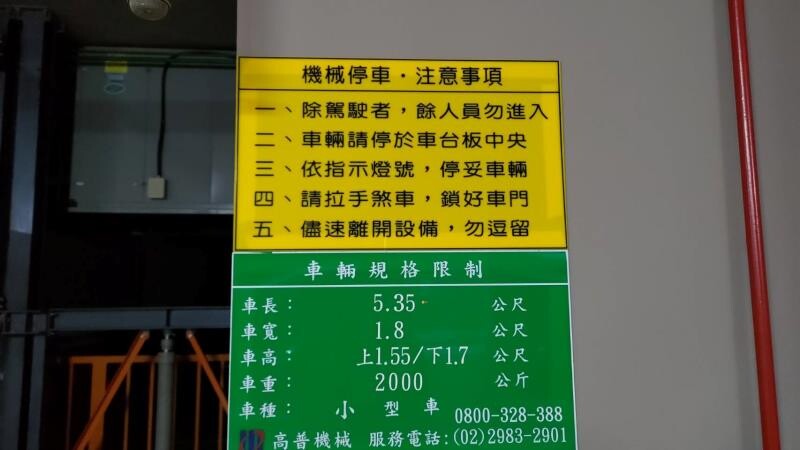 機械停車·注意事項
一、除駕駛者，餘人員勿進入
二、車輛請停於車台板中央
三、依指示燈號，停妥車輛
四、請拉手煞車，鎖好車門
五、儘速離開設備，勿逗留
車輛規格限制
車長： 5.35 公尺
車寬： 1.8 公尺
車高： 上1.55/下1.7 公尺
車重： 2000 公斤
車種： 小型車 0800-328-388
高普機械 服務電話:(02)2983-2901